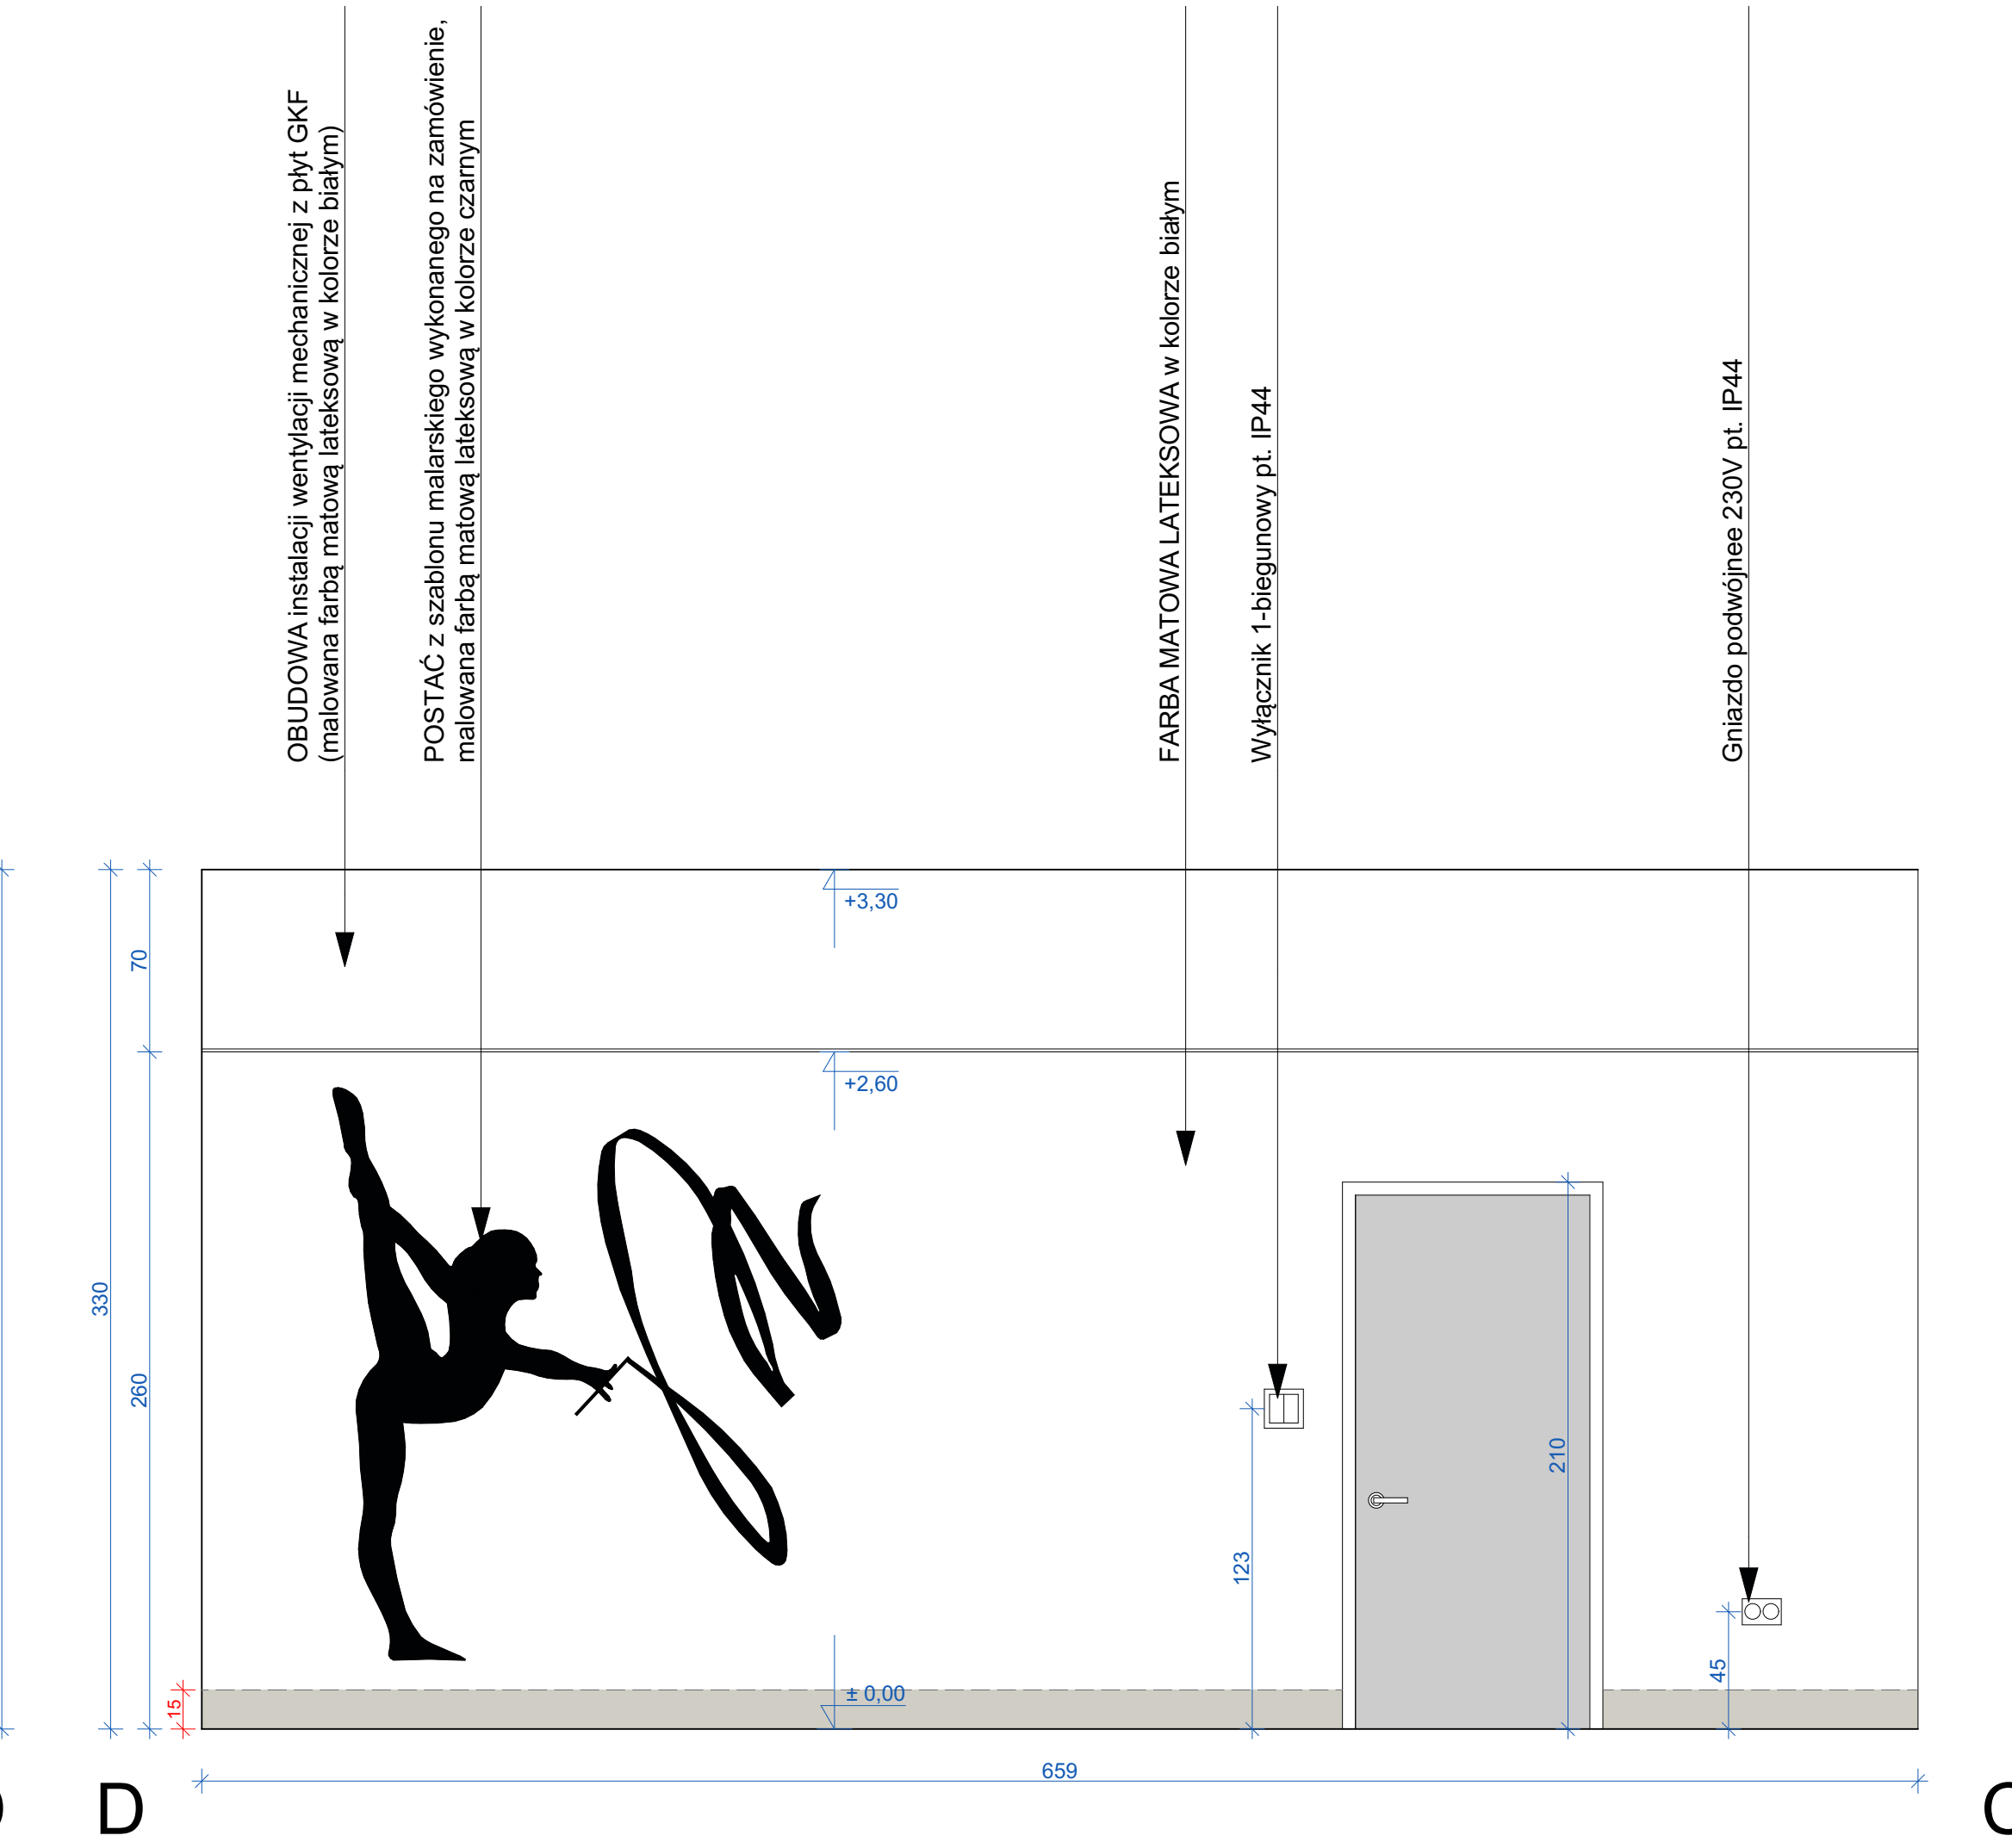 OBUDOWA instalacji wentylacji mechanicznej z płyt GKF
(malowana farbą matową lateksową w kolorze białym)
POSTAĆ z szablonu malarskiego wykonanego na zamówienie,
malowana farbą matową lateksową w kolorze czarnym
FARBA MATOWA LATEKSOWA w kolorze białym
Wyłącznik 1-biegunowy pt. IP44
Gniazdo podwójnee 230V pt. IP44
+3,30
70
+2,60
330
260
210
123
45
15
± 0,00
659
D